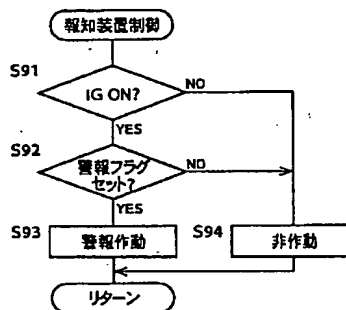 報知装置制御
S91
IG ON?
NO
YES
S92
警報フラグ
セット?
NO
YES
S93
警報作動
S94
非作動
リターン